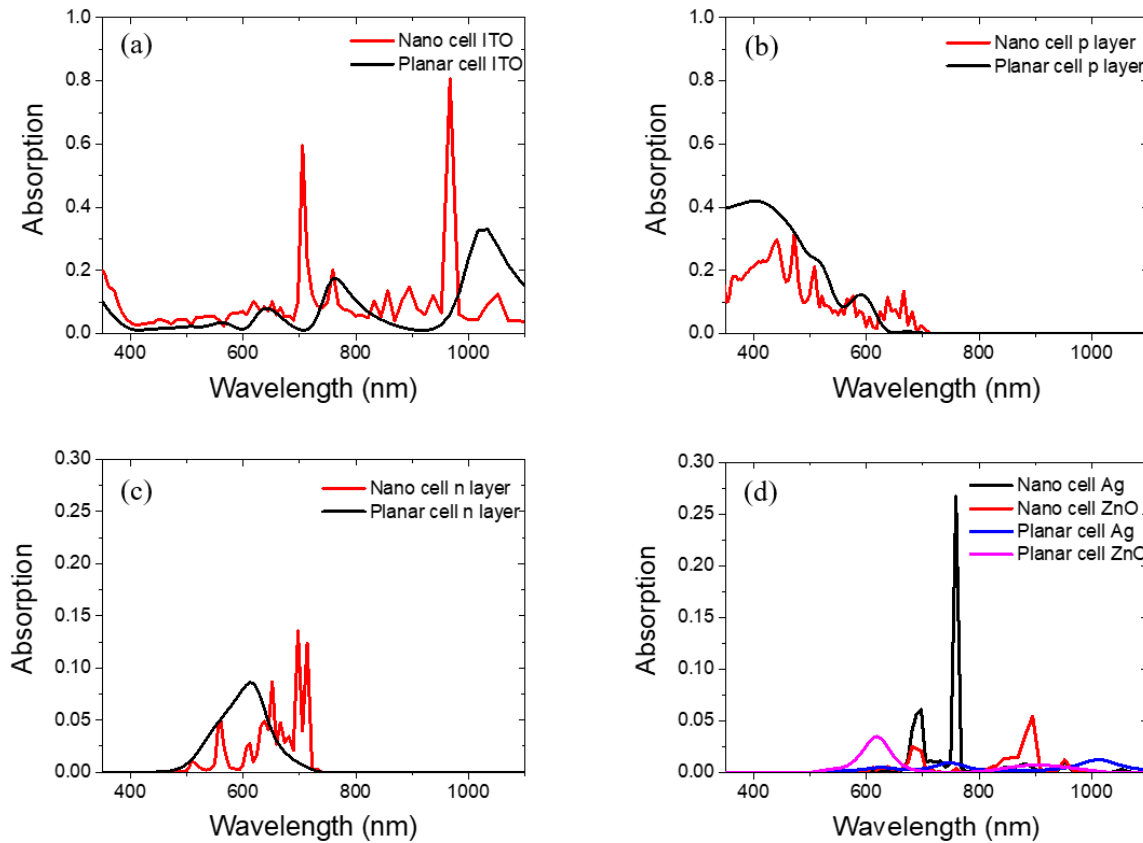 (a)
Nano cell ITO
Planar cell ITO
1.0
0.8
0.6
0.4
0.2
0.0
Absorption
400 600 800 1000
Wavelength (nm)
(b)
Nano cell p layer
Planar cell p layer
1.0
0.8
0.6
0.4
0.2
0.0
Absorption
400 600 800 1000
Wavelength (nm)
(c)
Nano cell n layer
Planar cell n layer
0.30
0.25
0.20
0.15
0.10
0.05
0.00
Absorption
400 600 800 1000
Wavelength (nm)
(d)
Nano cell Ag
Nano cell ZnO
Planar cell Ag
Planar cell ZnO
0.30
0.25
0.20
0.15
0.10
0.05
0.00
Absorption
400 600 800 1000
Wavelength (nm)